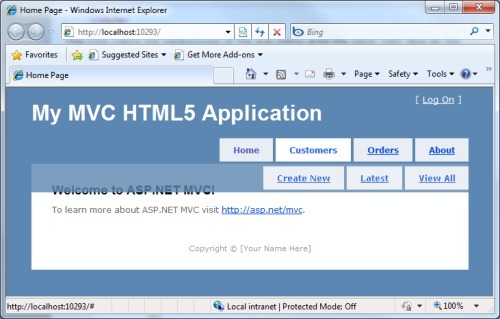 Home Page - Windows Internet Explorer
http://localhost:10293/
Bing
Favorites Suggested Sites Get More Add-ons
Home Page Page Safety Tools
[ Log On ]
My MVC HTML5 Application
Home Customers Orders About
Create New Latest View All
Welcome to ASP.NET MVC!
To learn more about ASP.NET MVC visit http://asp.net/mvc.
Copyright © [Your Name Here]
http://localhost:10293/# Local intranet | Protected Mode: Off 100%